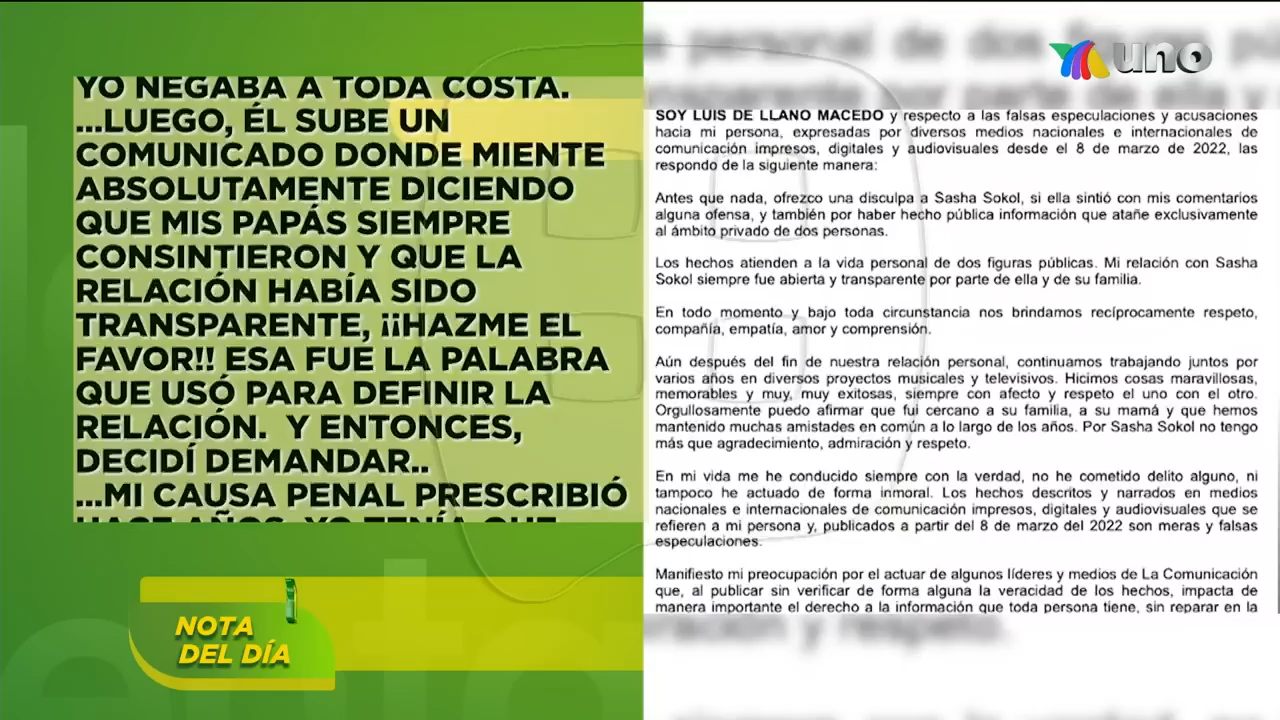 YO NEGABA A TODA COSTA.
...LUEGO, ÉL SUBE UN
COMUNICADO DONDE MIENTE
ABSOLUTAMENTE DICIENDO
QUE MIS PAPÁS SIEMPRE
CONSINTIERON Y QUE LA
RELACIÓN HABÍA SIDO
TRANSPARENTE, ¡¡HAZME EL
FAVOR!! ESA FUE LA PALABRA
QUE USÓ PARA DEFINIR LA
RELACIÓN. Y ENTONCES,
DECIDÍ DEMANDAR..
...MI CAUSA PENAL PRESCRIBIÓ
NOTA
DEL DÍA
uno
SOY LUIS DE LLANO MACEDO y respecto a las falsas especulaciones y acusaciones
hacia mi persona, expresadas por diversos medios nacionales e internacionales de
comunicación impresos, digitales y audiovisuales desde el 8 de marzo de 2022, las
respondo de la siguiente manera:
Antes que nada, ofrezco una disculpa a Sasha Sokol, si ella sintió con mis comentarios
alguna ofensa, y también por haber hecho pública información que atañe exclusivamente
al ámbito privado de dos personas.
Los hechos atienden a la vida personal de dos figuras públicas. Mi relación con Sasha
Sokol siempre fue abierta y transparente por parte de ella y de su familia.
En todo momento y bajo toda circunstancia nos brindamos recíprocamente respeto,
compañía, empatía, amor y comprensión.
Aún después del fin de nuestra relación personal, continuamos trabajando juntos por
varios años en diversos proyectos musicales y televisivos. Hicimos cosas maravillosas,
memorables y muy, muy exitosas, siempre con afecto y respeto el uno con el otro.
Orgullosamente puedo afirmar que fui cercano a su familia, a su mamá y que hemos
mantenido muchas amistades en común a lo largo de los años. Por Sasha Sokol no tengo
más que agradecimiento, admiración y respeto.
En mi vida me he conducido siempre con la verdad, no he cometido delito alguno, ni
tampoco he actuado de forma inmoral. Los hechos descritos y narrados en medios
nacionales e internacionales de comunicación impresos, digitales y audiovisuales que se
refieren a mi persona y, publicados a partir del 8 de marzo del 2022 son meras y falsas
especulaciones.
Manifiesto mi preocupación por el actuar de algunos líderes y medios de La Comunicación
que, al publicar sin verificar de forma alguna la veracidad de los hechos, impacta de
manera importante el derecho a la información que toda persona tiene, sin reparar en la